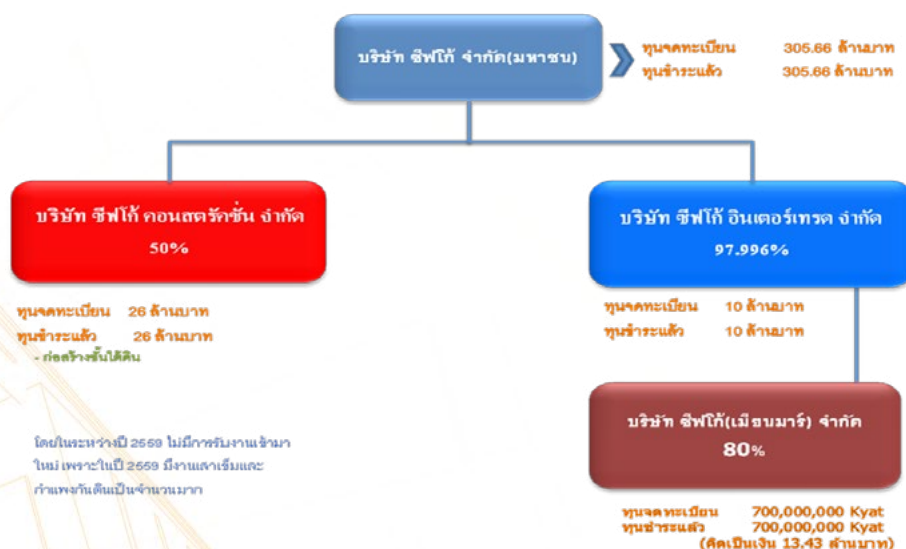 บริษัท ซีฟโก้ จำกัด(มหาชน)
ทุนจดทะเบียน 305.66 ล้านบาท
ทุนชำระแล้ว 305.66 ล้านบาท
บริษัท ซีฟโก้ คอนสตรัคชั่น จำกัด
50%
ทุนจดทะเบียน 26 ล้านบาท
ทุนชำระแล้ว 26 ล้านบาท
- ก่อสร้างชั้นใต้ดิน
โดยในระหว่างปี 2559 ไม่มีการรับงานเข้ามา
ใหม่ เพราะในปี 2559 มีงานเสาเข็มและ
กำแพงกันดินเป็นจำนวนมาก
บริษัท ซีฟโก้ อินเตอร์เทรด จำกัด
97.996%
ทุนจดทะเบียน 10 ล้านบาท
ทุนชำระแล้ว 10 ล้านบาท
บริษัท ซีฟโก้(เมียนมาร์) จำกัด
80%
ทุนจดทะเบียน 700,000,000 Kyat
ทุนชำระแล้ว 700,000,000 Kyat
(คิดเป็นเงิน 13.43 ล้านบาท)